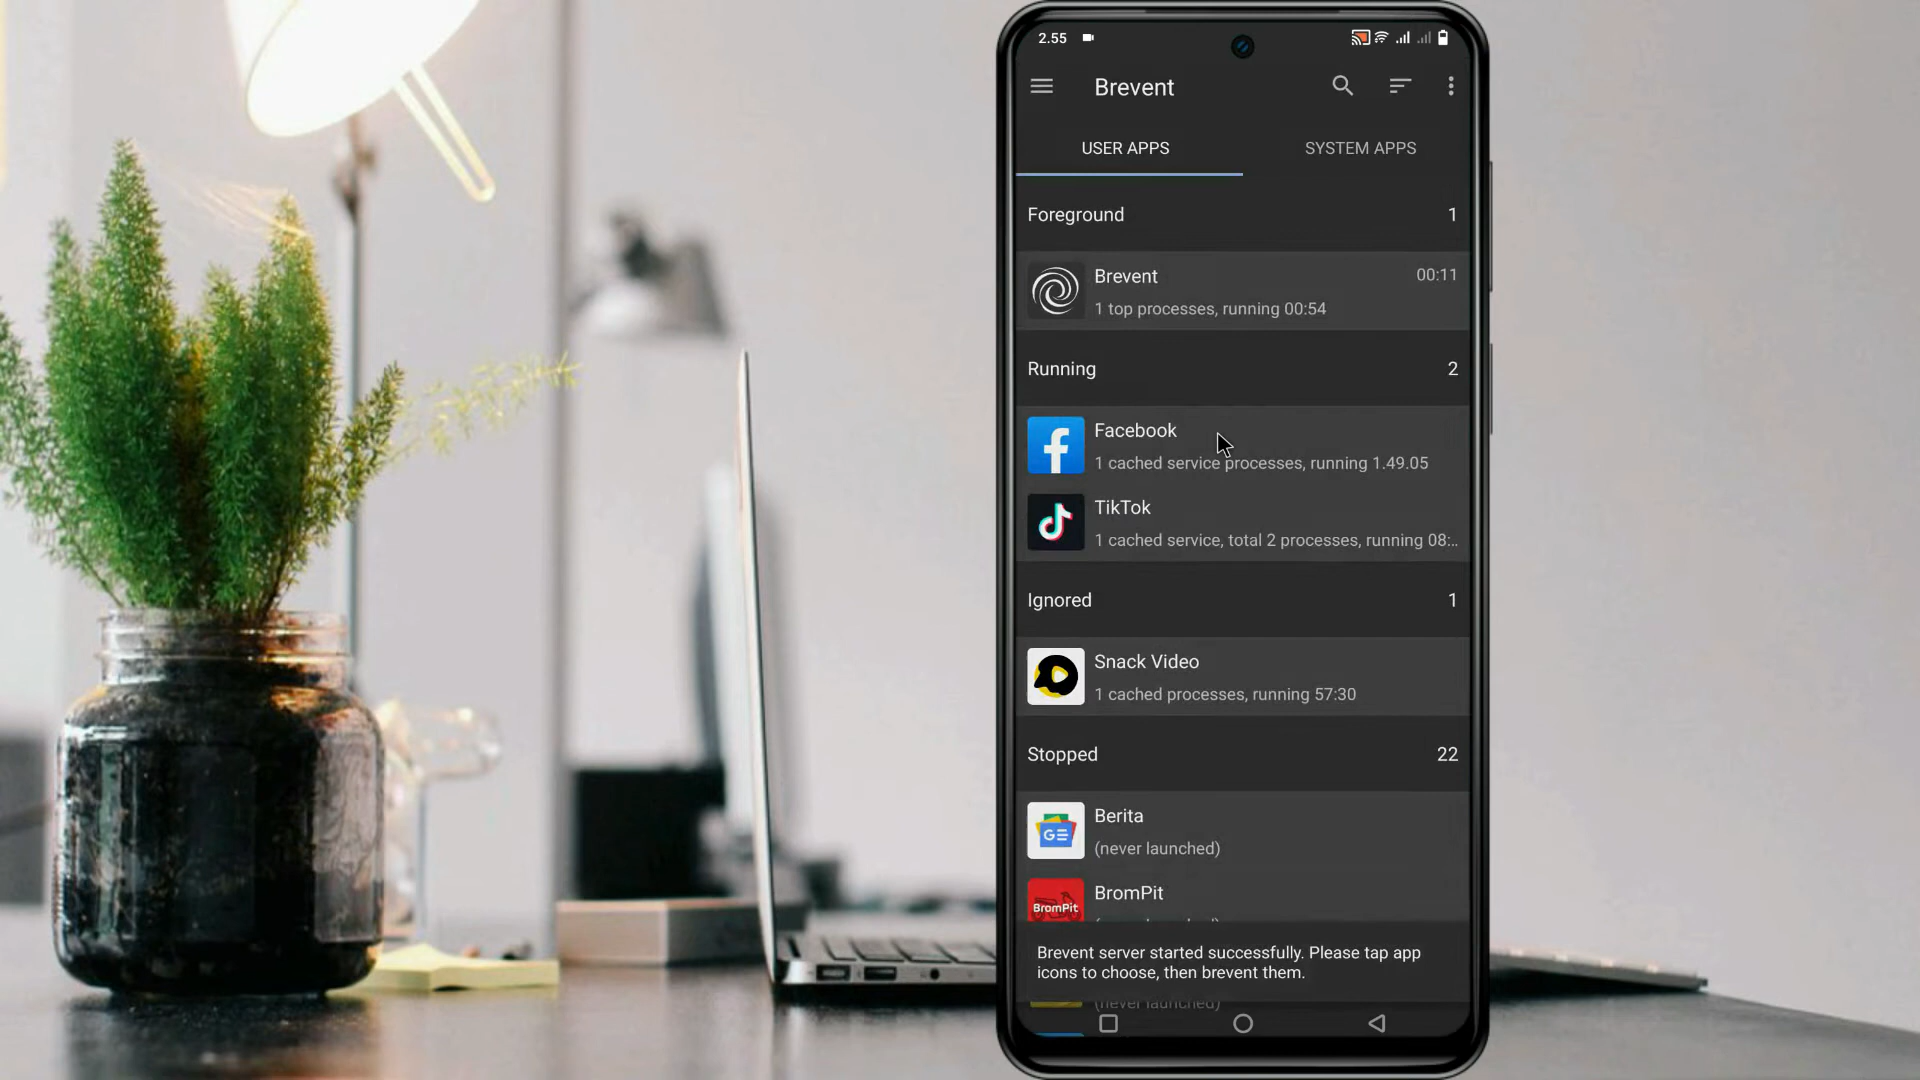 2.55
Brevent
USER APPS
SYSTEM APPS
Foreground
1
Brevent
00:11
1 top processes, running 00:54
Running
2
Facebook
1 cached service processes, running 1.49.05
TikTok
1 cached service, total 2 processes, running 08:..
Ignored
1
Snack Video
1 cached processes, running 57:30
Stopped
22
Berita
GE
(never launched)
BromPit
BromPit
Brevent server started successfully. Please tap app
icons to choose, then brevent them.
(never launched)